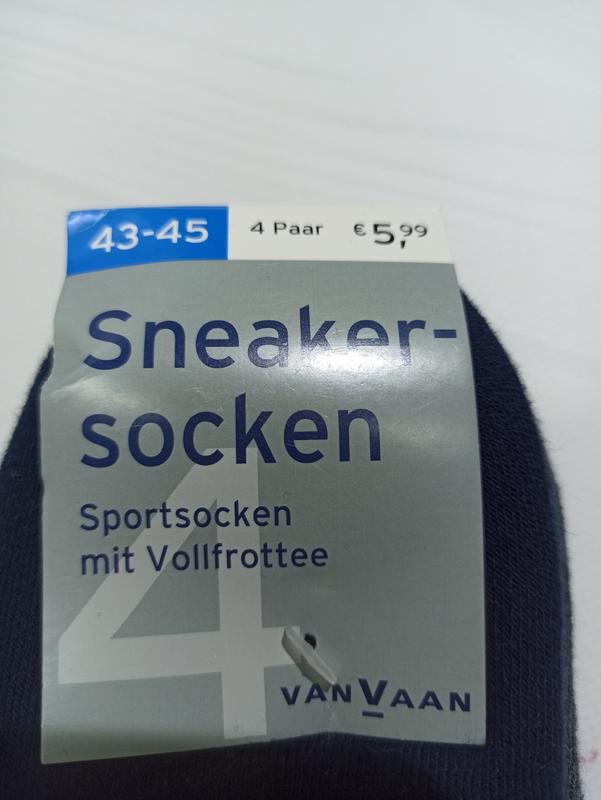 43-45 4 Paar € 5,99
Sneaker-
socken
Sportsocken
mit Vollfrottee
4
VANVAAN